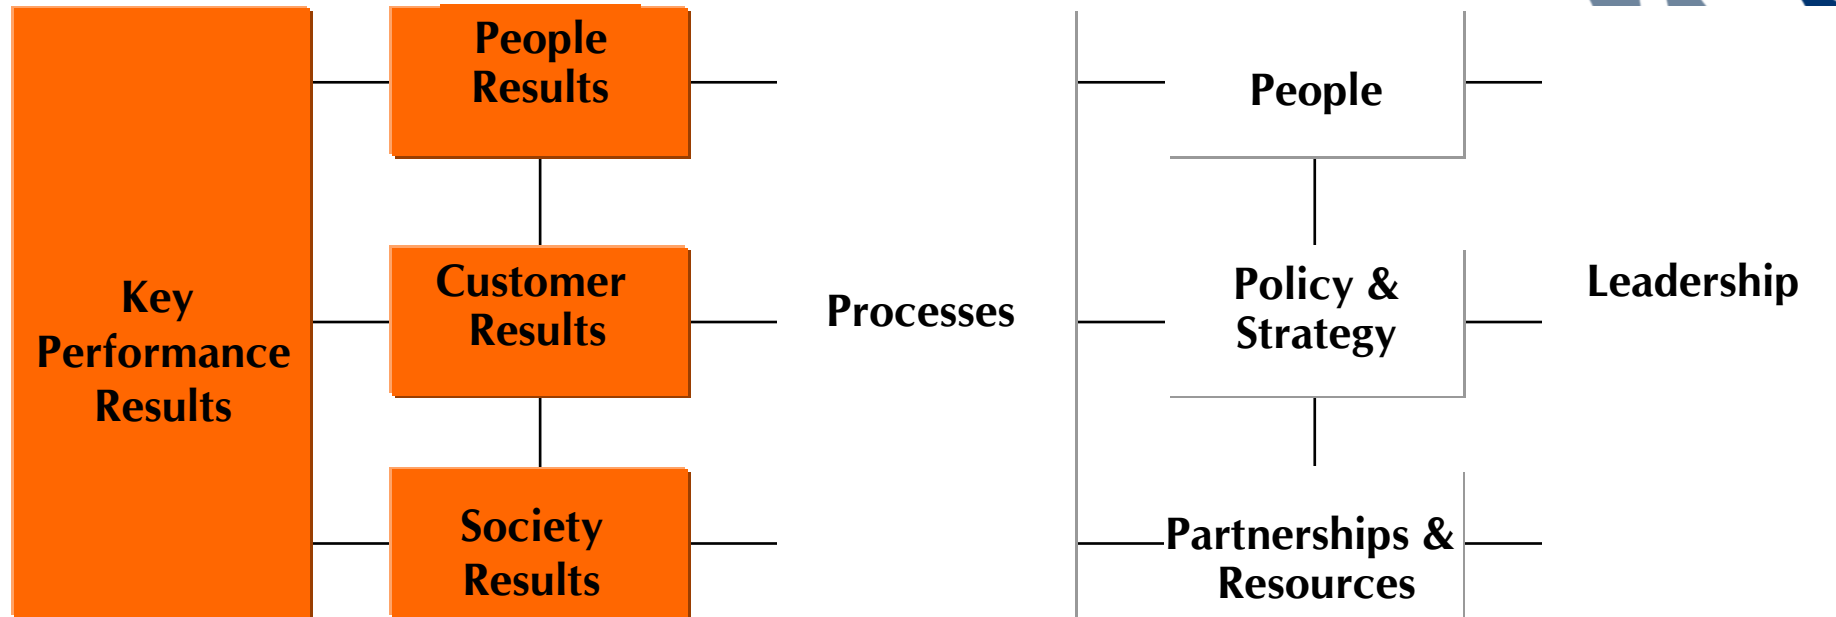 Key
Performance
Results
People
Results
Customer
Results
Society
Results
Processes
People
Policy &
Strategy
Partnerships &
Resources
Leadership